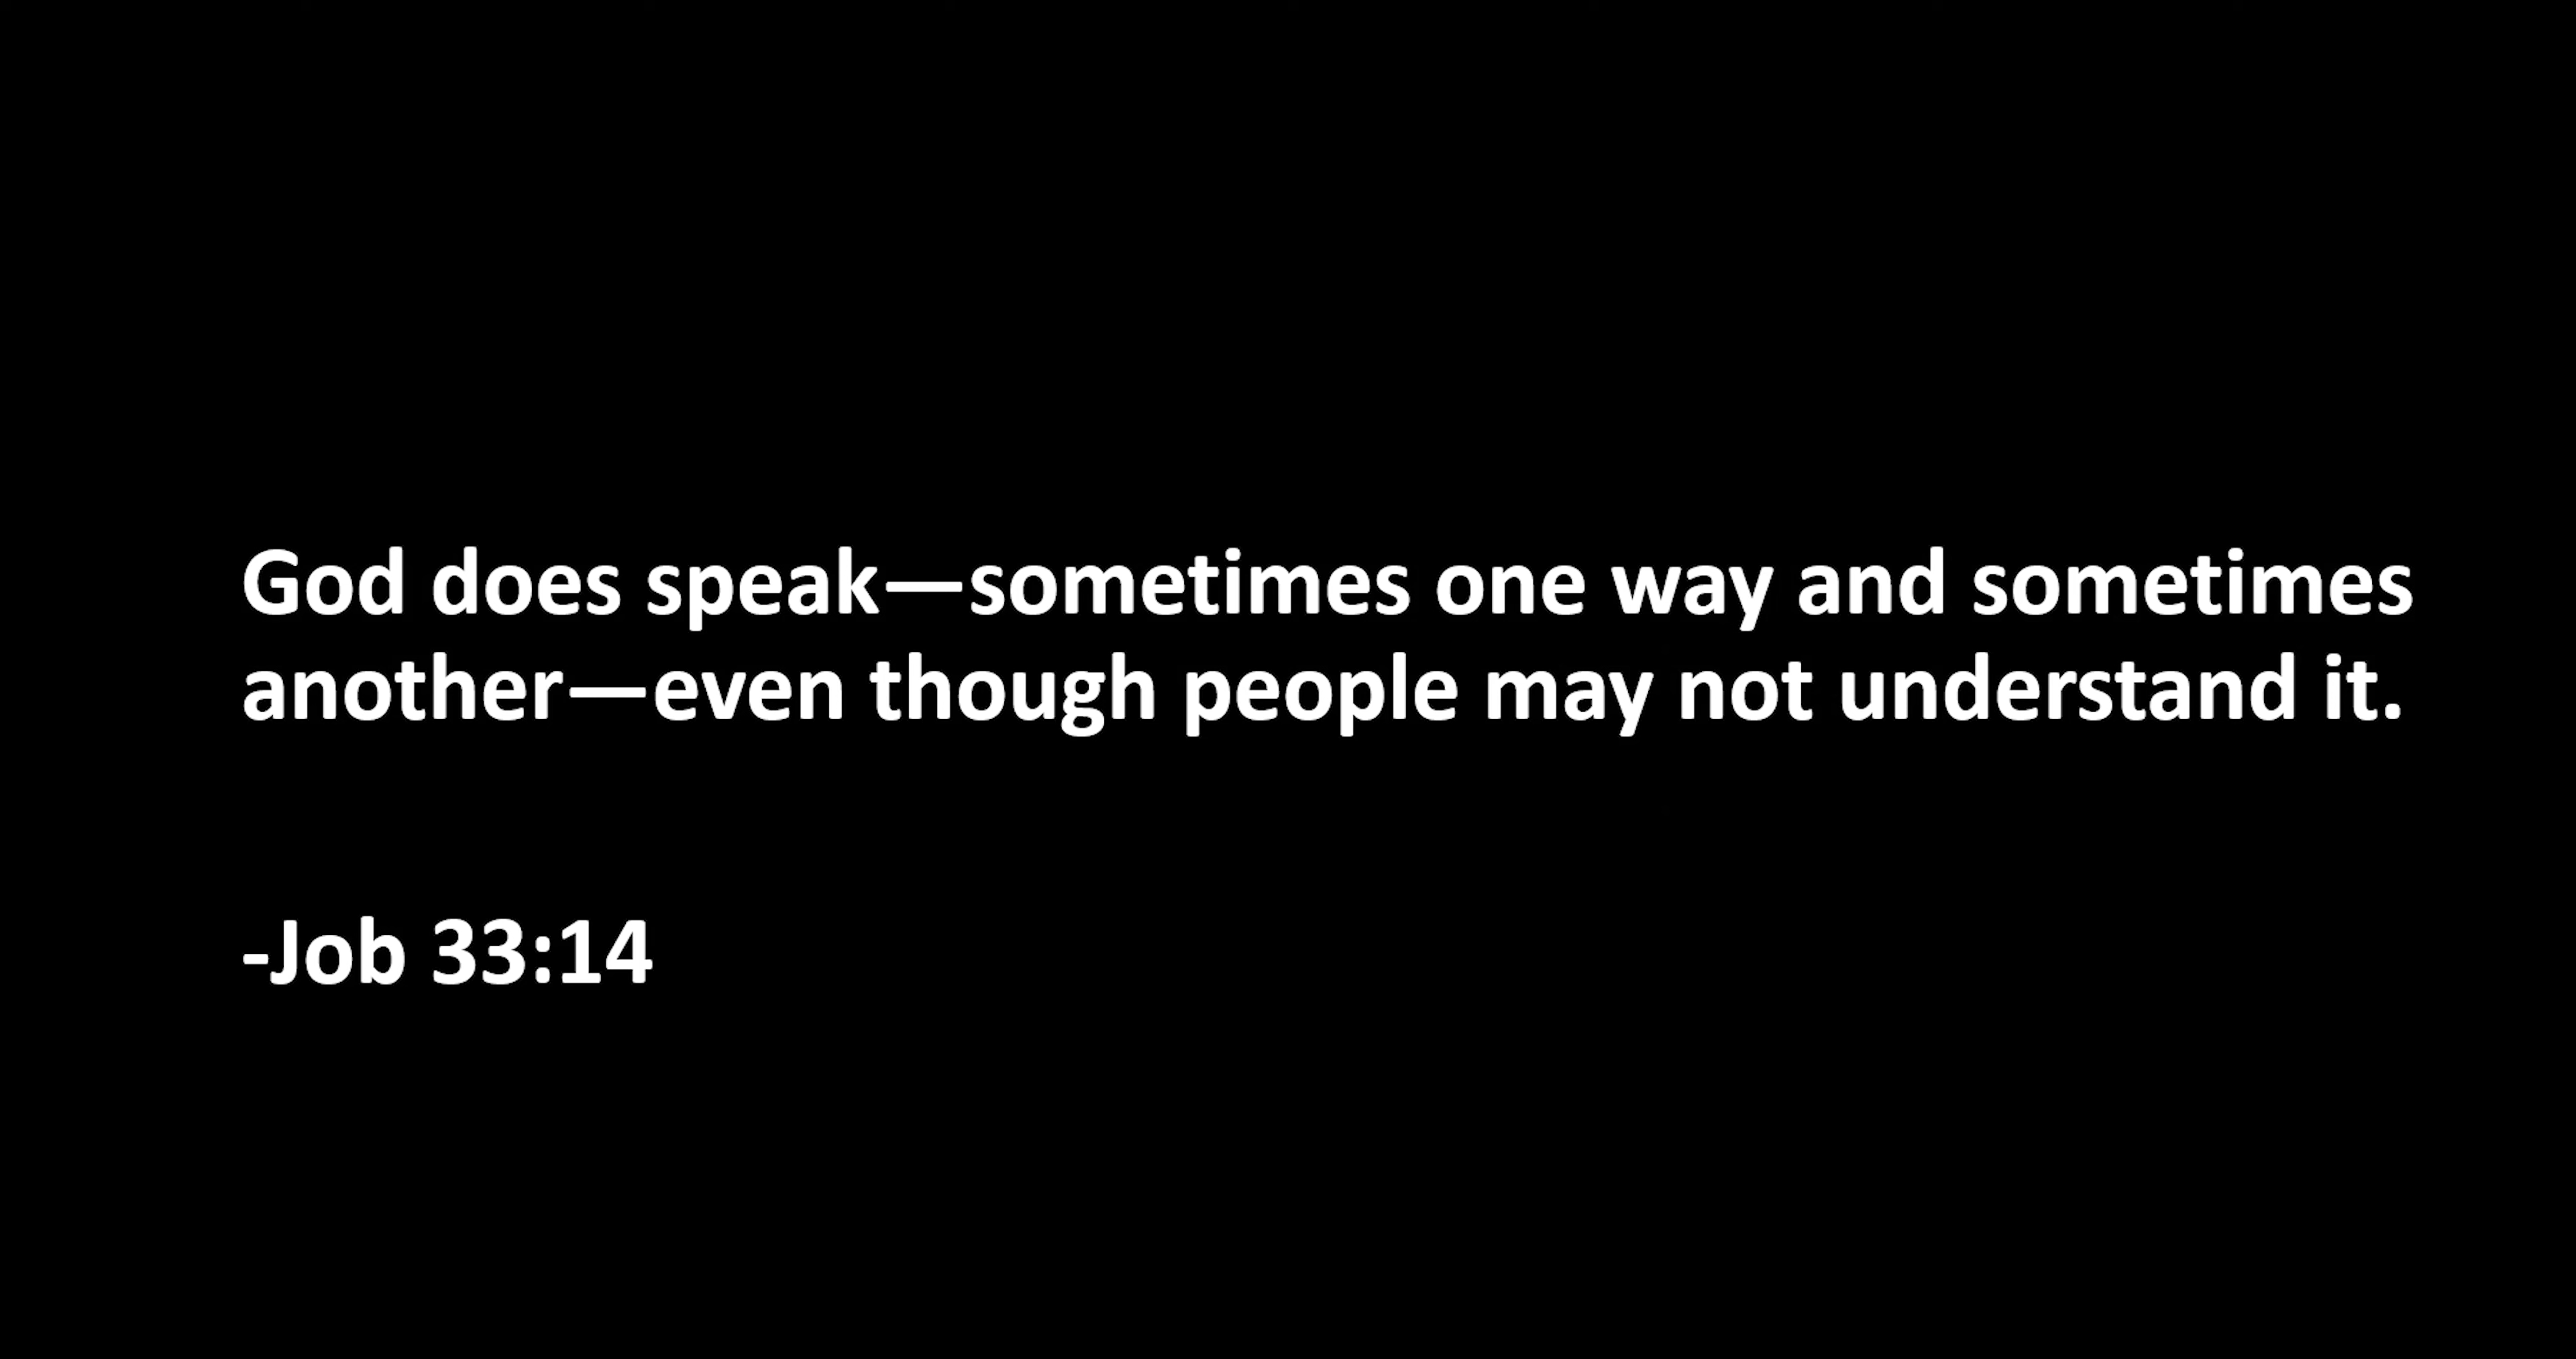 God does speak—sometimes one way and sometimes
another—even though people may not understand it.
-Job 33:14